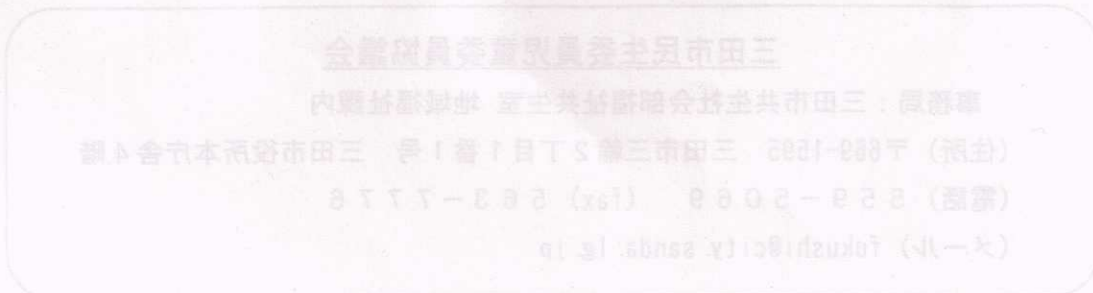 三田市民生委員児童委員協議会
事務局：三田市共生社会部福祉共生室 地域福祉課内
(住所) 〒669-1595 三田市三輪２丁目１番１号 三田市役所本庁舎４階
(電話) ５５９−５０６９ (fax) ５６３−７７７６
(メール) fukushi@city.sanda.lg.jp